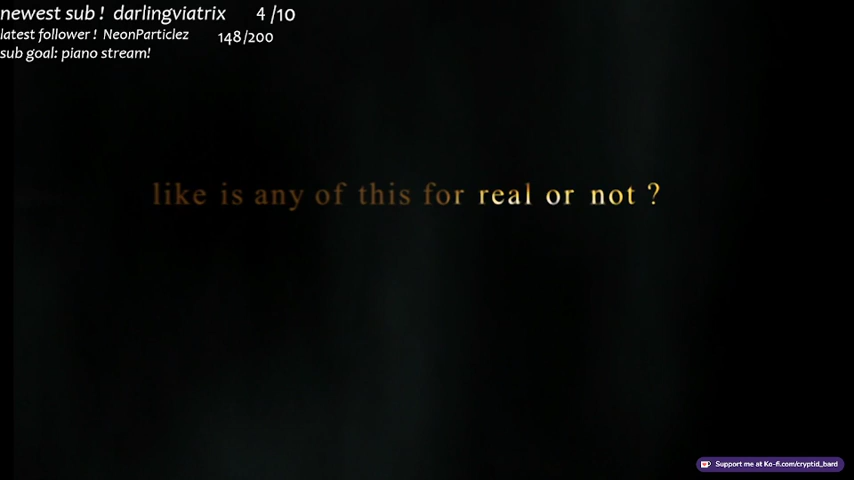 newest sub ! darlingviatrix 4 /10
latest follower ! NeonParticlez 148/200
sub goal: piano stream!
like is any of this for real or not ?
Support me at Ko-fi.com/cryptid_bard